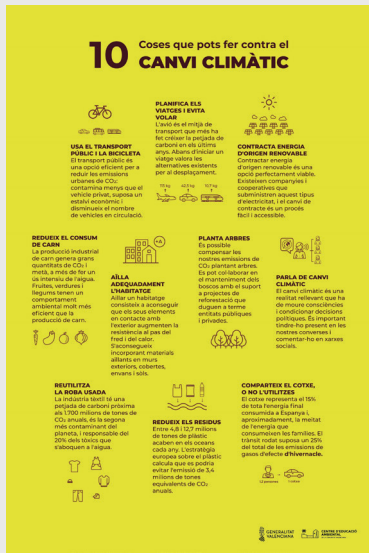 10 Coses que pots fer contra el
CANVI CLIMÀTIC
USA EL TRANSPORT
PÚBLIC I LA BICICLETA
El transport públic és
una opció eficient per a
reduir les emissions
urbanes de CO₂:
contamina menys que el
vehicle privat, suposa un
estalvi econòmic i
disminueix el nombre
de vehicles en circulació.
PLANIFICA ELS
VIATGES I EVITA
VOLAR
L'avió és el mitjà de
transport que més ha
fet créixer la petjada de
carboni en els últims
anys. Abans d'iniciar un
viatge valora les
alternatives existents
per al desplaçament.
CONTRACTA ENERGIA
D'ORIGEN RENOVABLE
Contractar energia
d'origen renovable és una
opció perfectament viable.
Existeixen companyies i
cooperatives que
subministren aquest tipus
d'electricitat, i el canvi de
contracte és un procés
fàcil i accessible.
REDUEIX EL CONSUM
DE CARN
La producció industrial
de carn genera grans
quantitats de CO₂ i
metà, a més de fer un
ús intensiu de l'aigua.
Fruites, verdures i
llegums tenen un
comportament
ambiental molt més
eficient que la
producció de carn.
+A
AÏLLA
ADEQUADAMENT
L'HABITATGE
Aïllar un habitatge
consisteix a aconseguir
que els seus elements
en contacte amb
l'exterior augmenten la
resistència al pas del
fred i del calor.
S'aconsegueix
incorporant materials
aïllants en murs
exteriors, cobertes,
envans i sòls.
PLANTA ARBRES
És possible
compensar les
nostres emissions de
CO₂ plantant arbres.
Es pot col·laborar en
el manteniment dels
boscos amb el suport
a projectes de
reforestació que
duguen a terme
entitats públiques
i privades.
PARLA DE CANVI
CLIMÀTIC
El canvi climàtic és una
realitat rellevant que ha
de moure consciències
i condicionar decisions
polítiques. És important
tindre-ho present en les
nostres converses i
comentar-ho en xarxes
socials.
REUTILITZA
LA ROBA USADA
La indústria tèxtil té una
petjada de carboni pròxima
als 1.700 milions de tones de
CO₂ anuals, és la segona
més contaminant del
planeta, i responsable del
20% dels tòxics que
s'aboquen a l'aigua.
REDUEIX ELS RESIDUS
Entre 4,8 i 12,7 milions
de tones de plàstic
acaben en els oceans
cada any. L'estratègia
europea sobre el plàstic
calcula que es podria
evitar l'emissió de 3,4
milions de tones
equivalents de CO₂
anuals.
COMPARTEIX EL COTXE,
O NO L'UTILITZES
El cotxe representa el 15%
de tota l'energia final
consumida a Espanya i,
aproximadament, la meitat
de l'energia que
consumeixen les famílies. El
trànsit rodat suposa un 25%
del total de les emissions de
gasos d'efecte d'hivernacle.
GENERALITAT
VALENCIANA
CENTRE D'EDUCACIÓ
AMBIENTAL